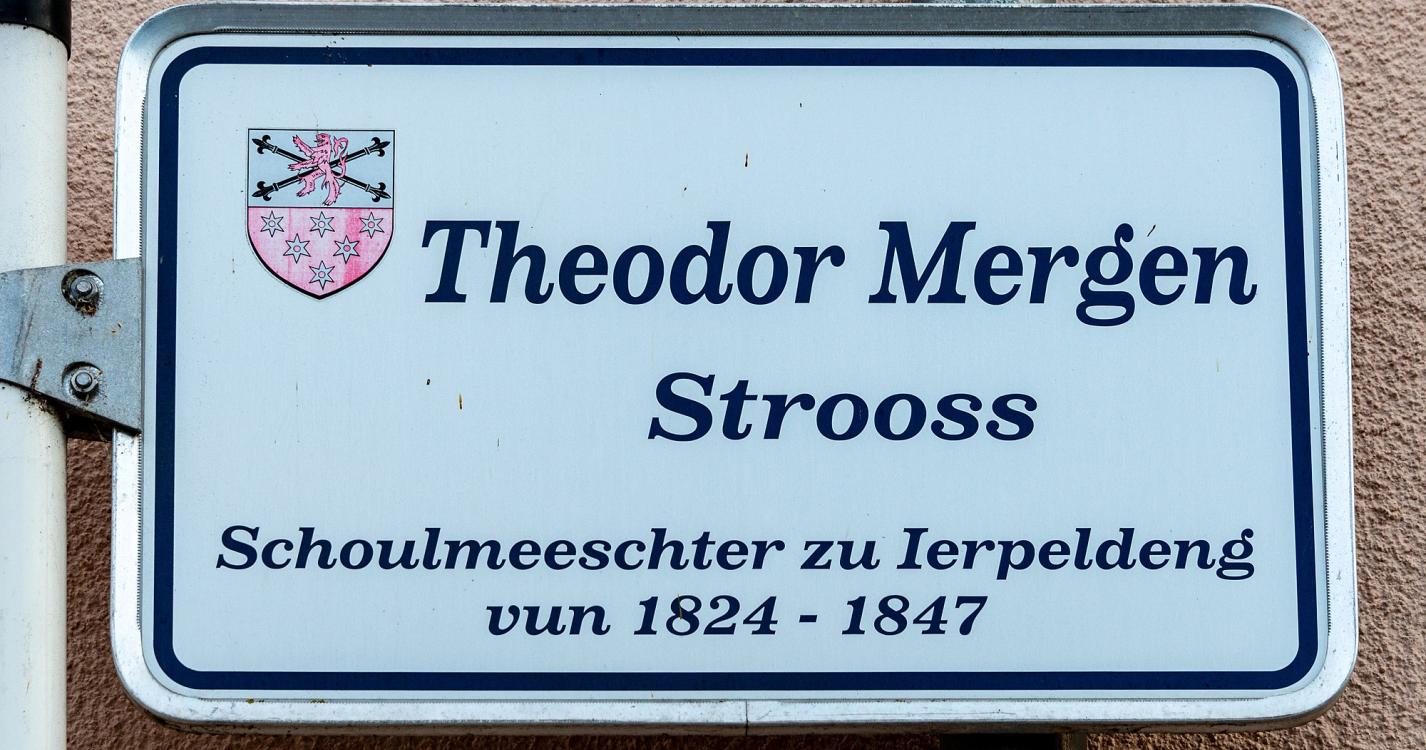 Theodor Mergen
Strooss
Schoulmeeschter zu Ierpeldeng
vun 1824 - 1847